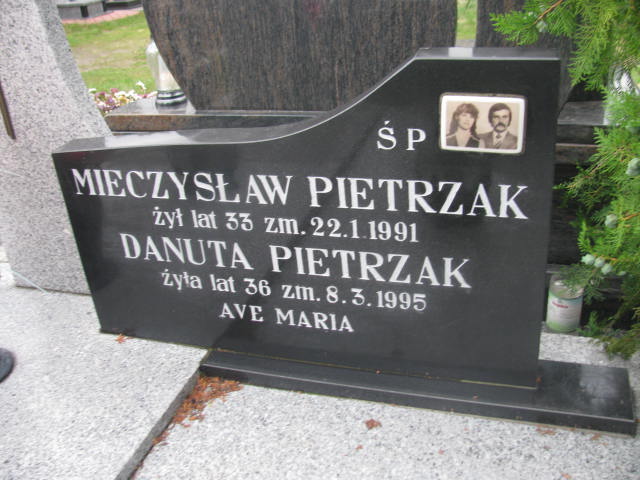 ŚP
MIECZYSŁAW PIETRZAK
żył lat 33 zm. 22.1.1991
DANUTA PIETRZAK
żyła lat 36 zm. 8.3.1995
AVE MARIA